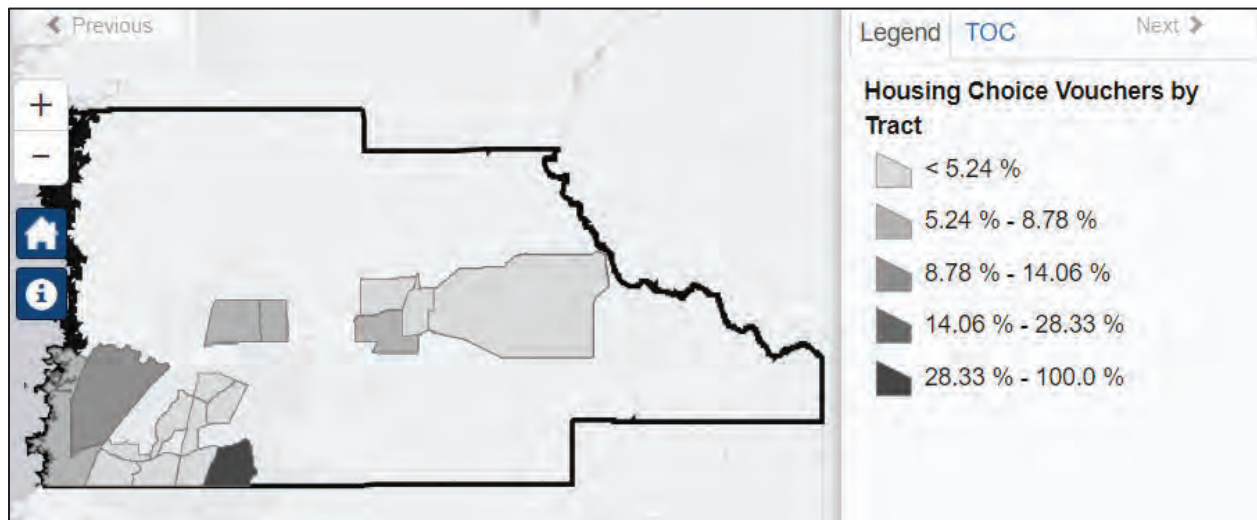 Previous
Legend TOC Next
+
−
Housing Choice Vouchers by
Tract
< 5.24 %
5.24 % - 8.78 %
8.78 % - 14.06 %
14.06 % - 28.33 %
28.33 % - 100.0 %